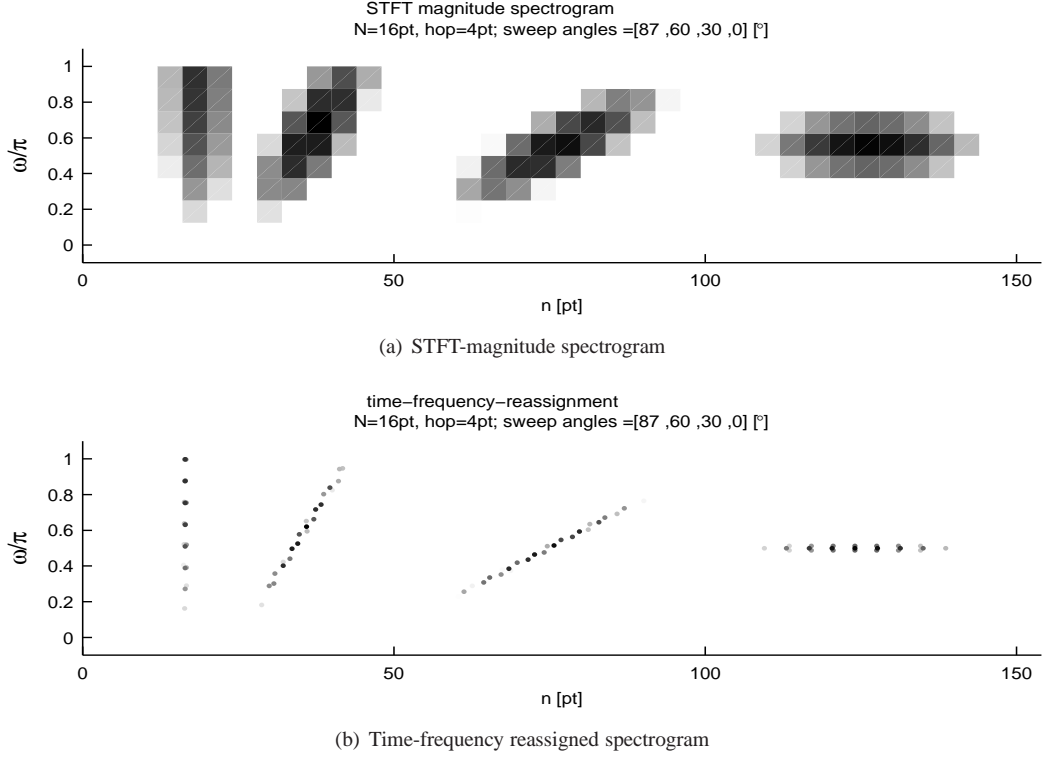 STFT magnitude spectrogram
N=16pt, hop=4pt; sweep angles =[87 ,60 ,30 ,0] [°]
1
0.8
0.6
0.4
0.2
0
ω/π
0
50
100
150
n [pt]
(a) STFT-magnitude spectrogram
time−frequency−reassignment
N=16pt, hop=4pt; sweep angles =[87 ,60 ,30 ,0] [°]
1
0.8
0.6
0.4
0.2
0
ω/π
0
50
100
150
n [pt]
(b) Time-frequency reassigned spectrogram